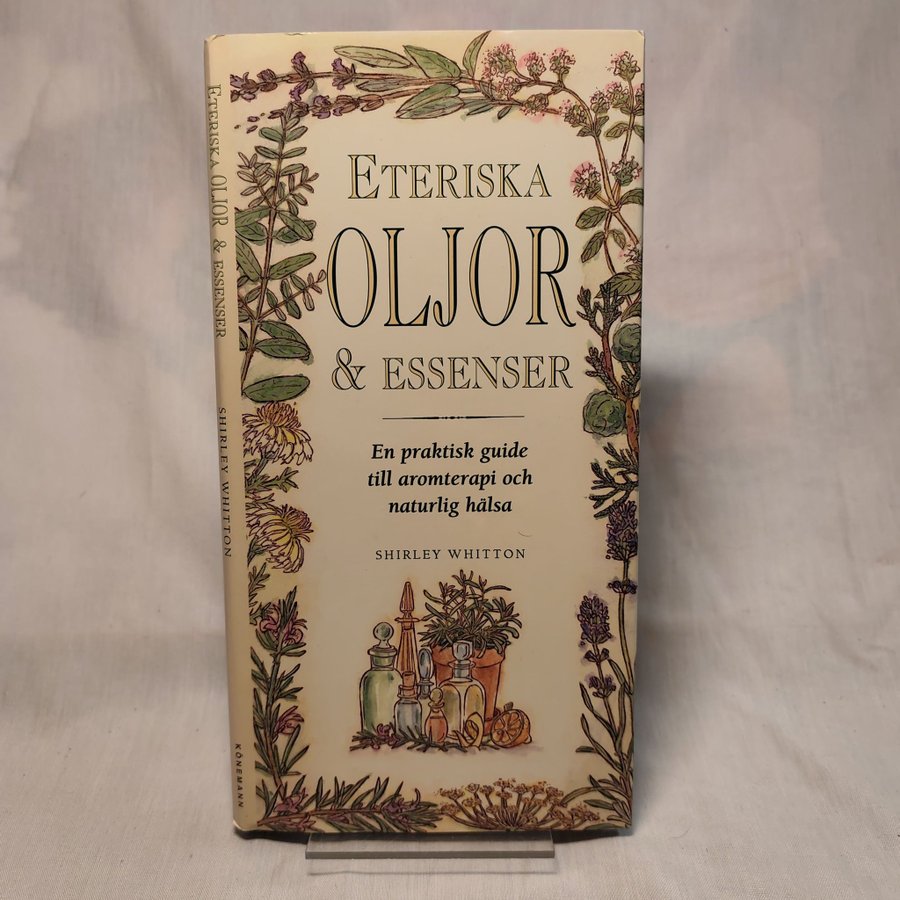 ETERISKA
OLJOR
& ESSENSER
En praktisk guide
till aromterapi och
naturlig hälsa
SHIRLEY WHITTON
ETERISKA OLJOR & ESSENSER
SHIRLEY WHITTON
KÖNEMANN